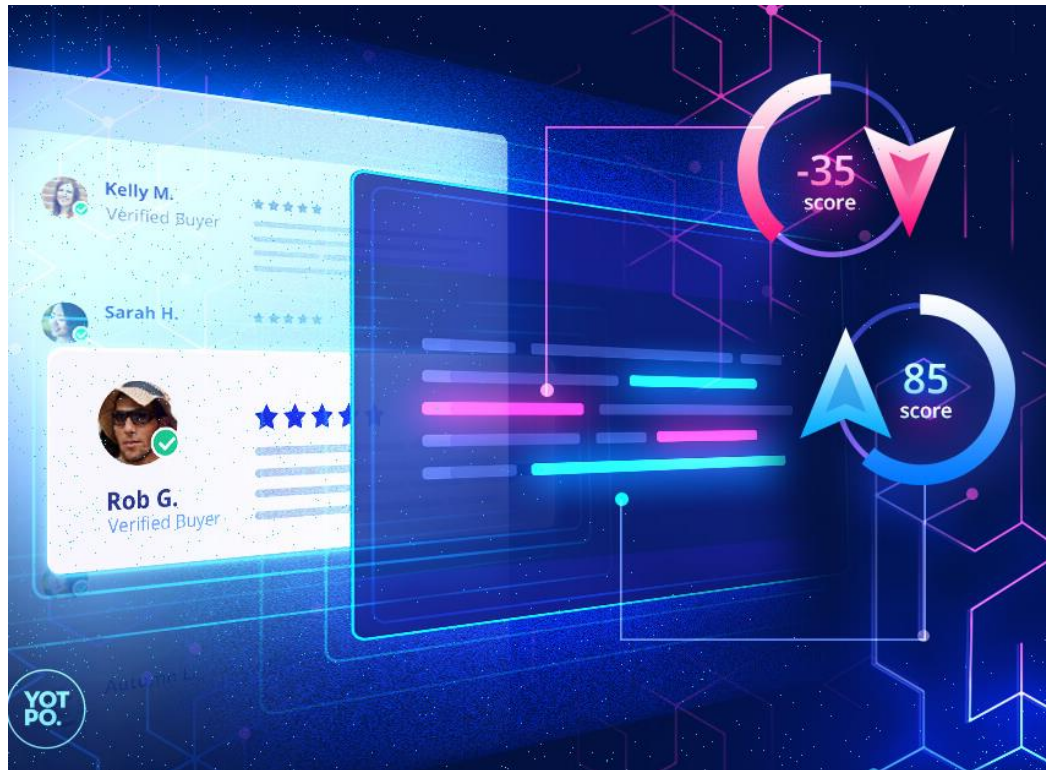 Kelly M.
Verified Buyer
Sarah H.
Rob G.
Verified Buyer
-35
score
85
score
YOT
PO.